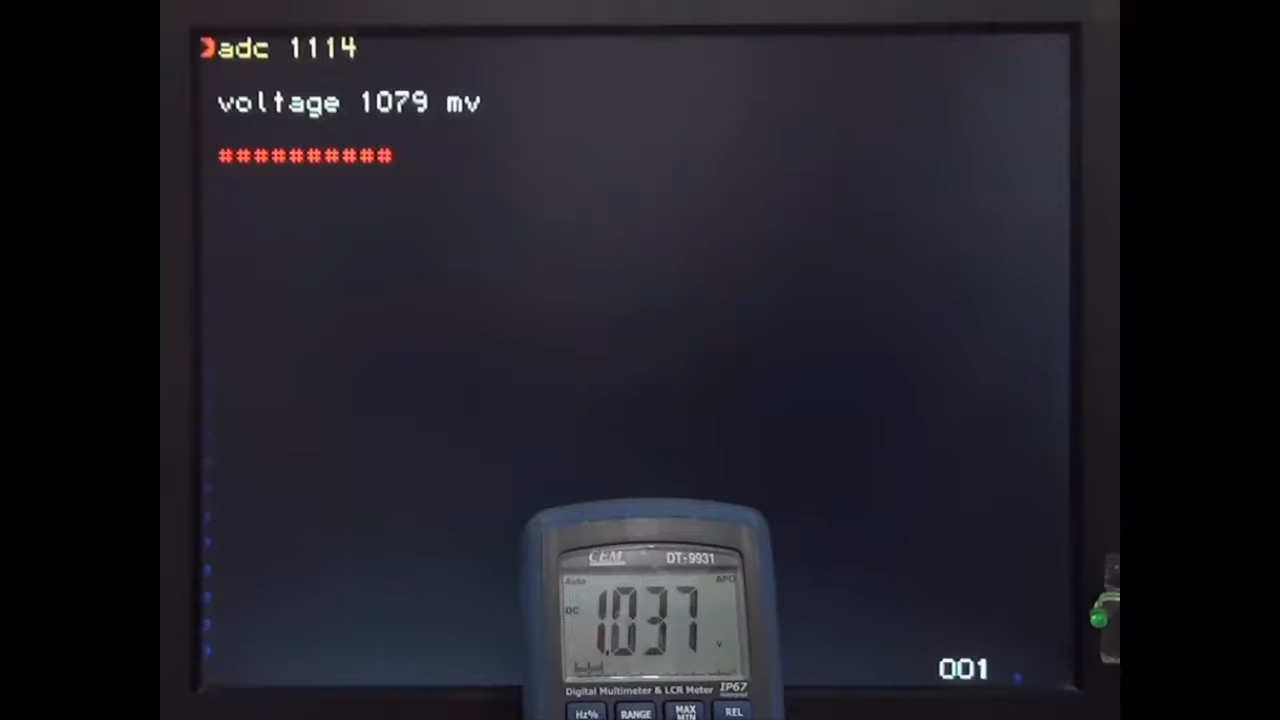 adc 1114
voltage 1079 mv
##########
CEM DT-9931
Auto APO
DC 1.037 V
001
Digital Multimeter & LCR Meter IP67
Hz% RANGE MAX MIN REL